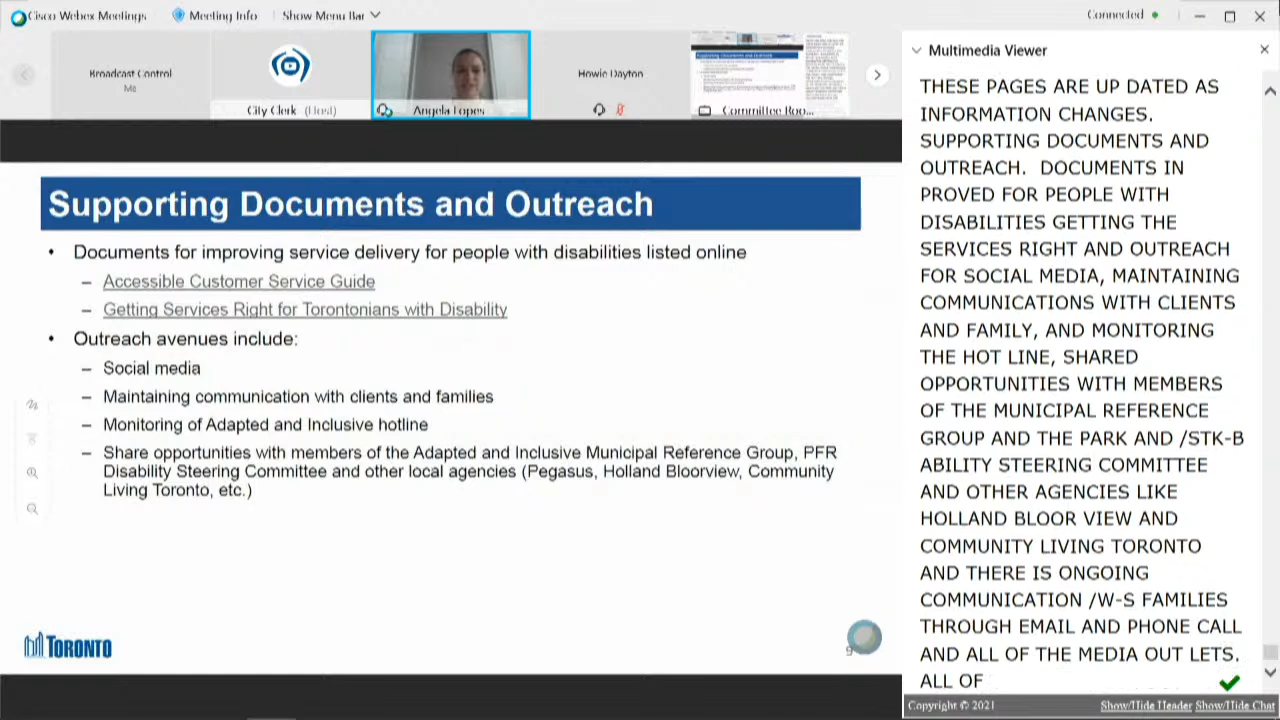 Cisco Webex Meetings
Meeting Info
Show Menu Bar
Connected
City Clerk (Host)
Angela Lopes
Howie Dayton
Committee Roo...
Supporting Documents and Outreach
• Documents for improving service delivery for people with disabilities listed online
– Accessible Customer Service Guide
– Getting Services Right for Torontonians with Disability
• Outreach avenues include:
– Social media
– Maintaining communication with clients and families
– Monitoring of Adapted and Inclusive hotline
– Share opportunities with members of the Adapted and Inclusive Municipal Reference Group, PFR
Disability Steering Committee and other local agencies (Pegasus, Holland Bloorview, Community
Living Toronto, etc.)
TORONTO
9
Multimedia Viewer
THESE PAGES ARE UP DATED AS
INFORMATION CHANGES.
SUPPORTING DOCUMENTS AND
OUTREACH. DOCUMENTS IN
PROVED FOR PEOPLE WITH
DISABILITIES GETTING THE
SERVICES RIGHT AND OUTREACH
FOR SOCIAL MEDIA, MAINTAINING
COMMUNICATIONS WITH CLIENTS
AND FAMILY, AND MONITORING
THE HOT LINE, SHARED
OPPORTUNITIES WITH MEMBERS
OF THE MUNICIPAL REFERENCE
GROUP AND THE PARK AND /STK-B
ABILITY STEERING COMMITTEE
AND OTHER AGENCIES LIKE
HOLLAND BLOOR VIEW AND
COMMUNITY LIVING TORONTO
AND THERE IS ONGOING
COMMUNICATION /W-S FAMILIES
THROUGH EMAIL AND PHONE CALL
AND ALL OF THE MEDIA OUT LETS.
ALL OF
Copyright © 2021
Show/Hide Header Show/Hide Chat